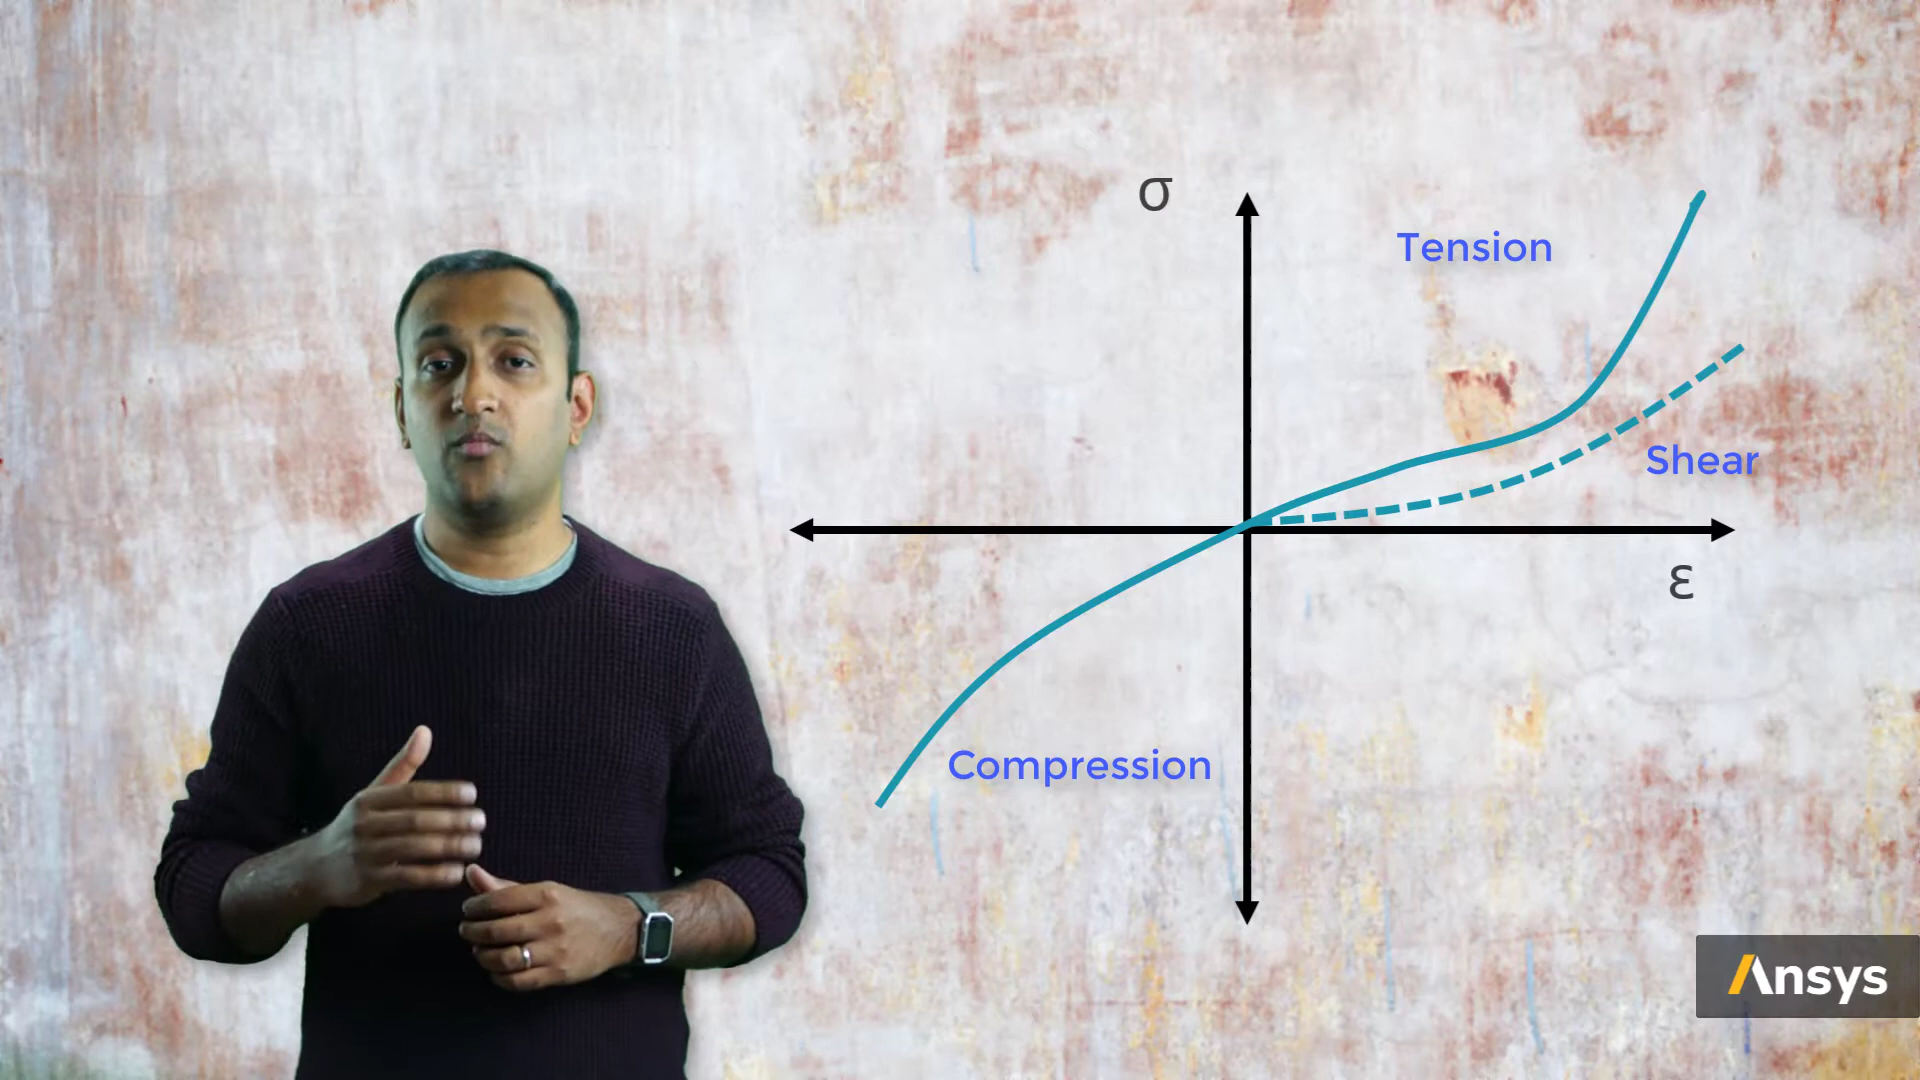 σ
Tension
Shear
ε
Compression
Ansys